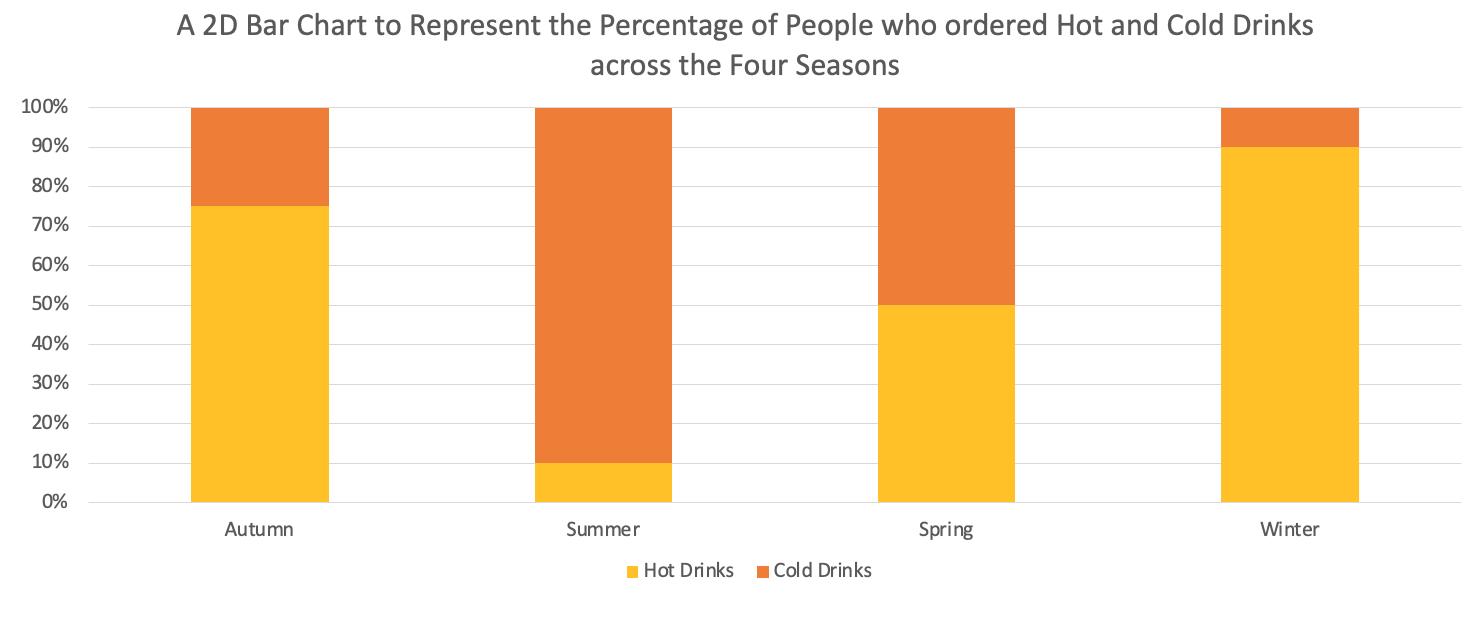 A 2D Bar Chart to Represent the Percentage of People who ordered Hot and Cold Drinks
across the Four Seasons
100%
90%
80%
70%
60%
50%
40%
30%
20%
10%
0%
Autumn Summer Spring Winter
Hot Drinks Cold Drinks